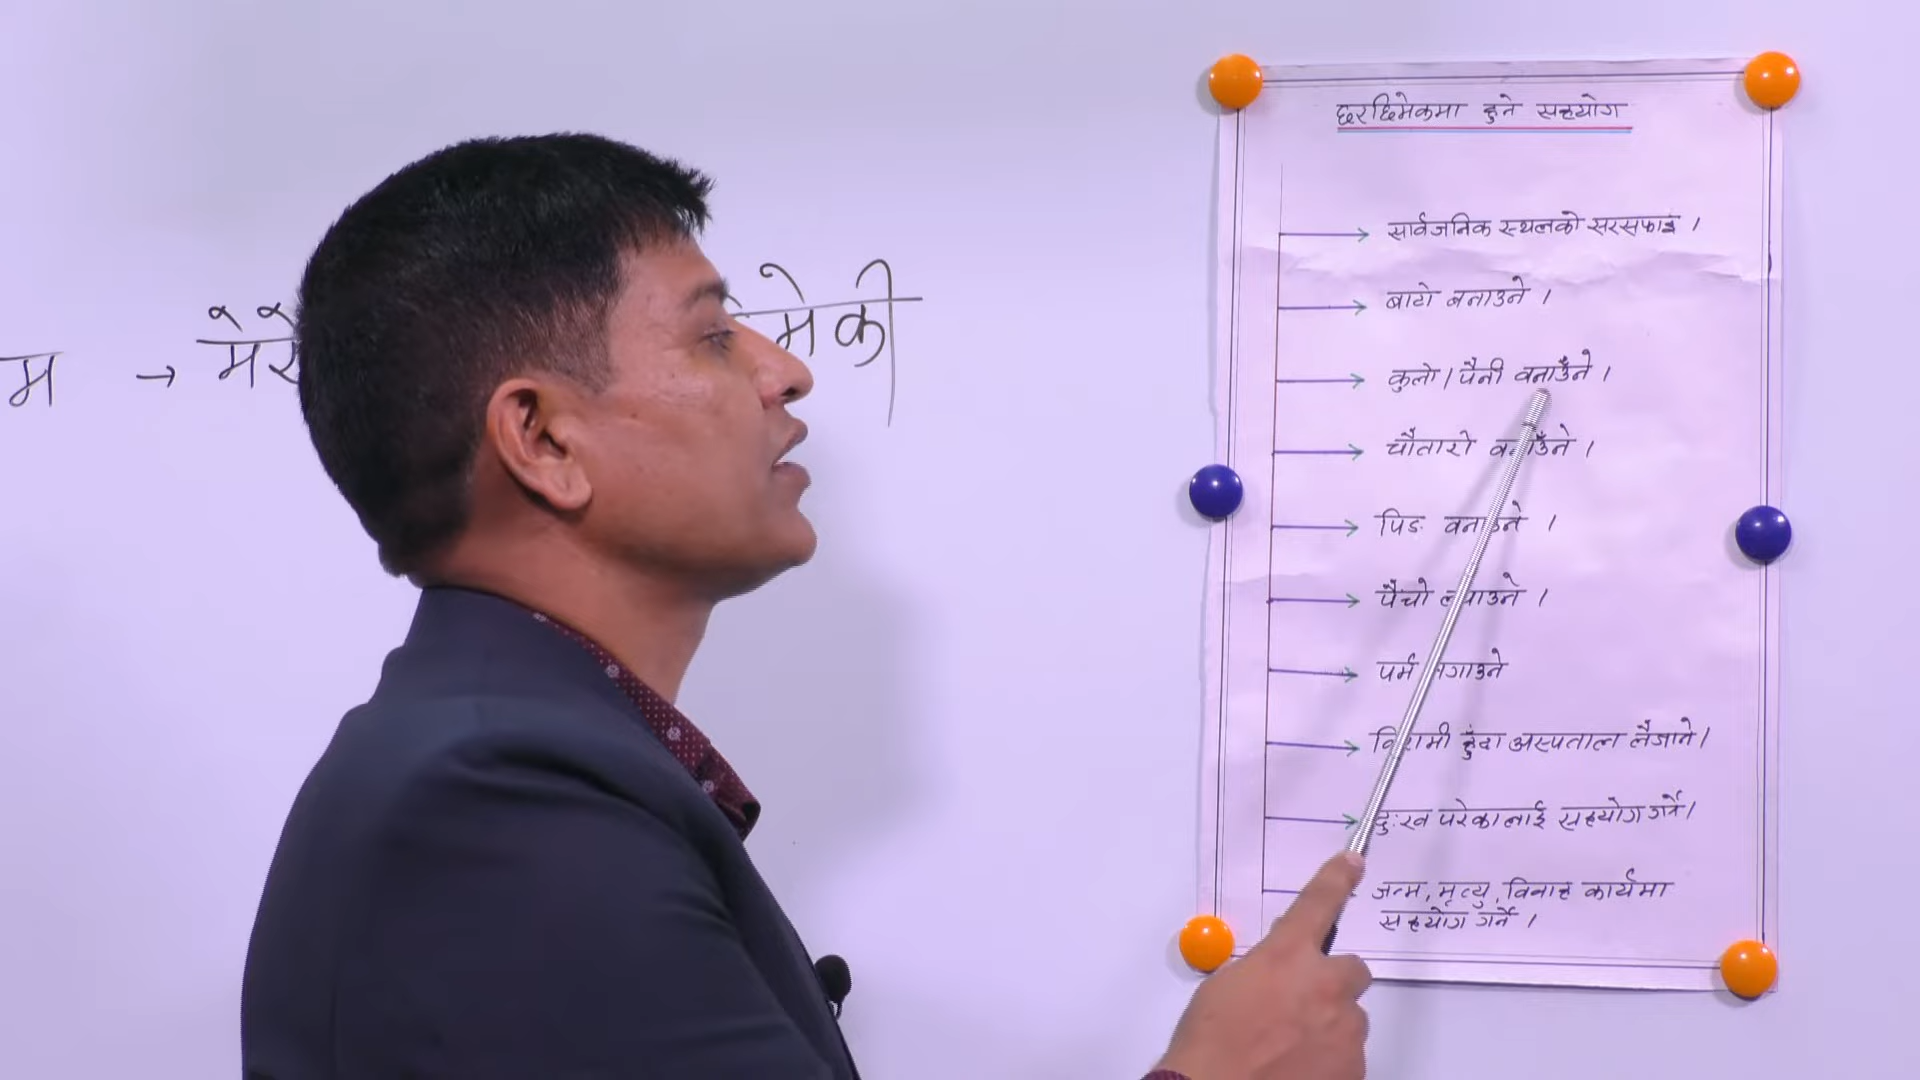 म → मेरे मेकी
छरछिमेकमा हुने सहयोग
सार्वजनिक स्थलको सरसफाइ ।
बाटो बनाउने ।
कुलो / पैनी बनाउँने ।
चौतारो बनाउँने ।
पिङ बनाउने ।
पैंचो ल्याउने ।
पर्म लगाउने
बिरामी हुँदा अस्पताल लैजाने ।
दुःख परेकालाई सहयोग गर्ने ।
जन्म, मृत्यु, विवाह कार्यमा
सहयोग गर्ने ।